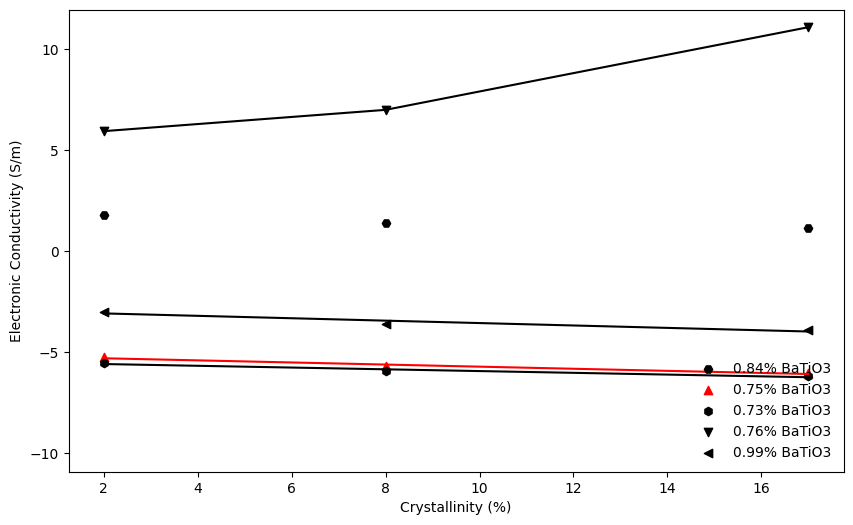 10
5
0
−5
−10
Electronic Conductivity (S/m)
0.84% BaTiO3
0.75% BaTiO3
0.73% BaTiO3
0.76% BaTiO3
0.99% BaTiO3
2 4 6 8 10 12 14 16
Crystallinity (%)